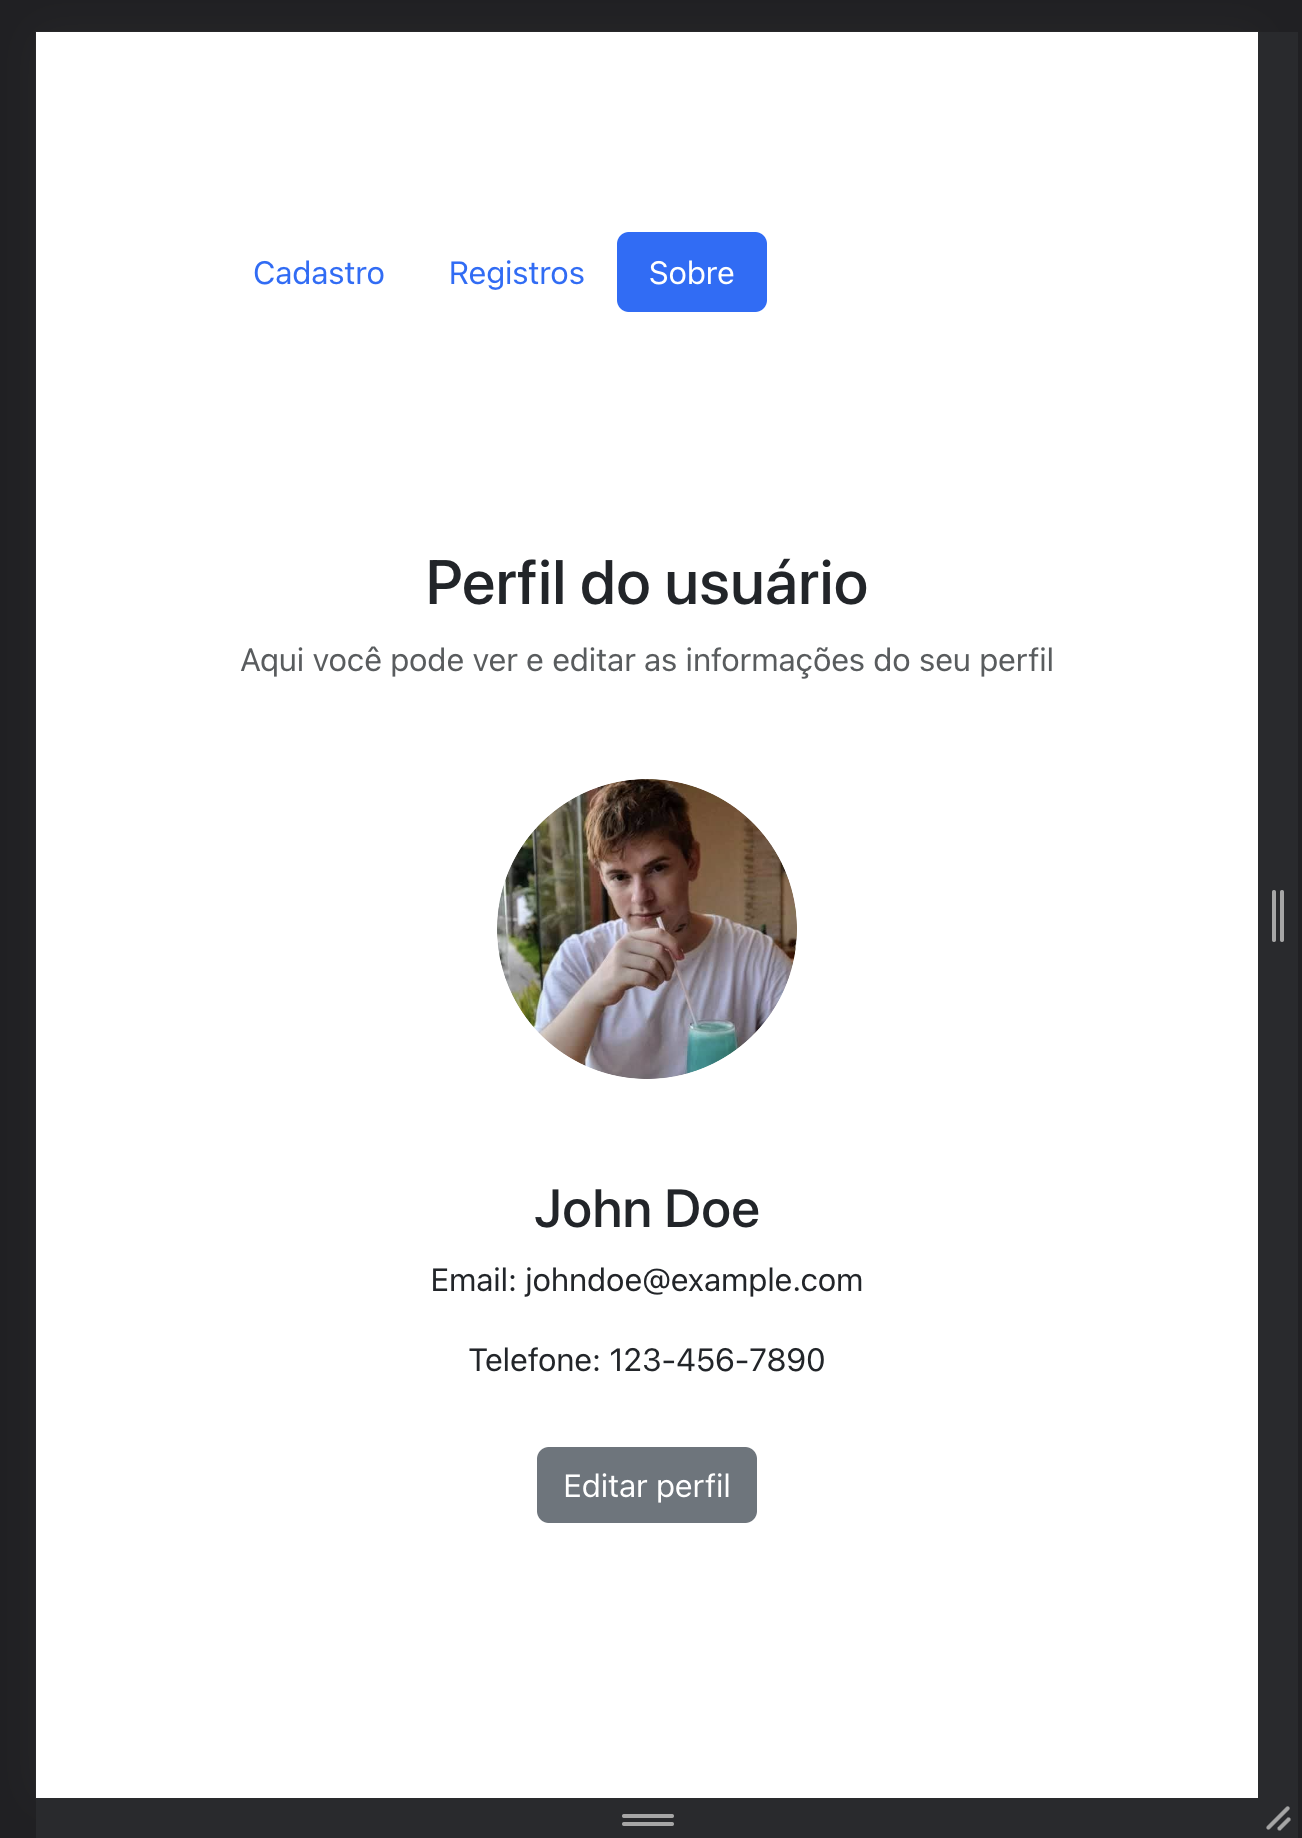 Cadastro Registros Sobre
Perfil do usuário
Aqui você pode ver e editar as informações do seu perfil
John Doe
Email: johndoe@example.com
Telefone: 123-456-7890
Editar perfil